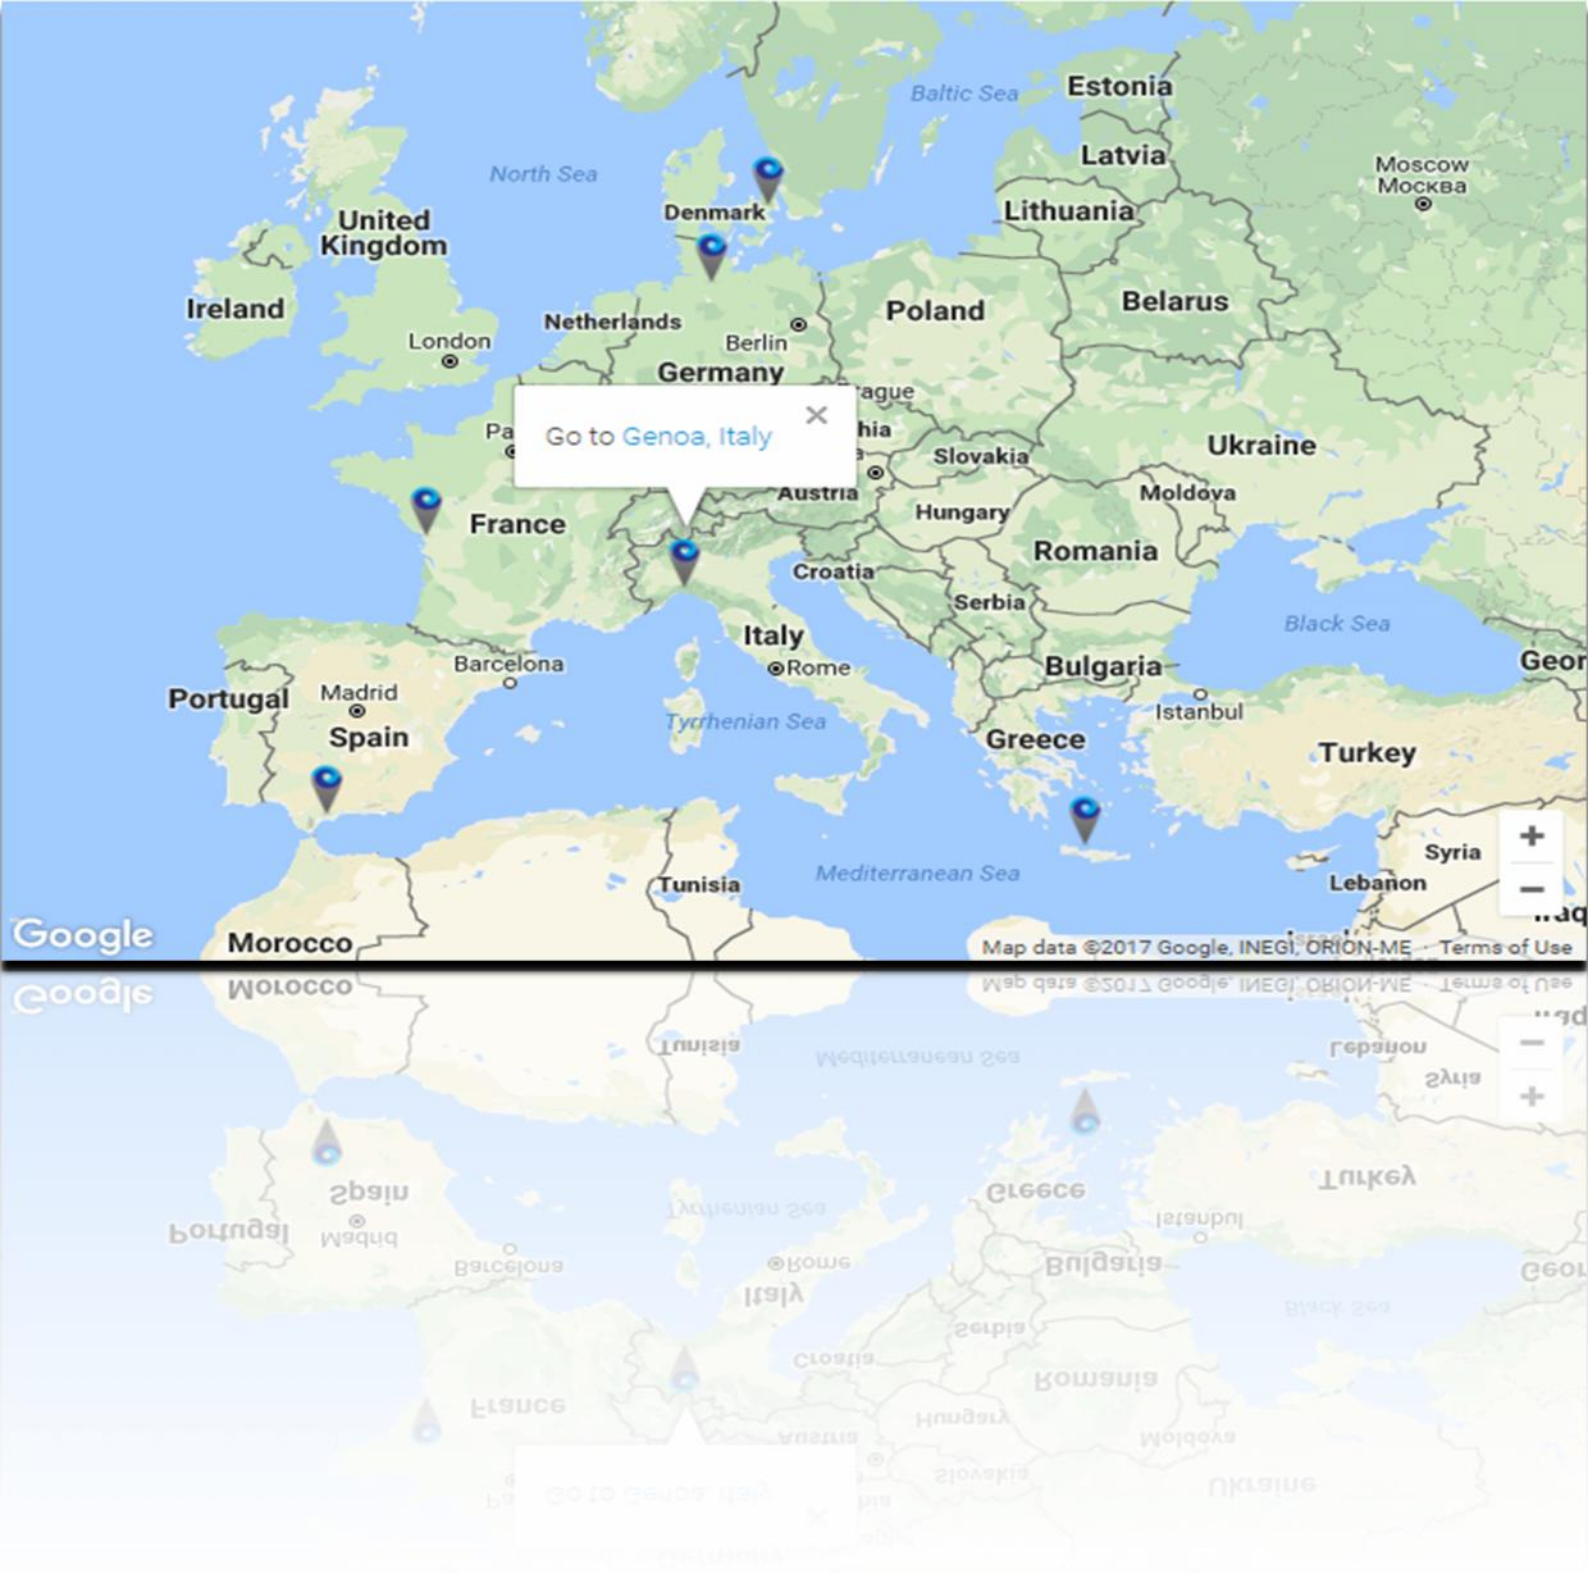 Estonia
Baltic Sea
Latvia
Moscow
Москва
North Sea
Denmark
Lithuania
United
Kingdom
Ireland
Netherlands
Poland
Belarus
London
Berlin
Germany
Go to Genoa, Italy
Slovakia
Ukraine
Austria
Moldova
Hungary
France
Romania
Croatia
Serbia
Black Sea
Italy
Barcelona
Rome
Bulgaria
Geor
Portugal
Madrid
Istanbul
Spain
Tyrrhenian Sea
Greece
Turkey
Syria
Mediterranean Sea
Tunisia
Lebanon
Google
Morocco
Map data ©2017 Google, INEGI, ORION-ME · Terms of Use